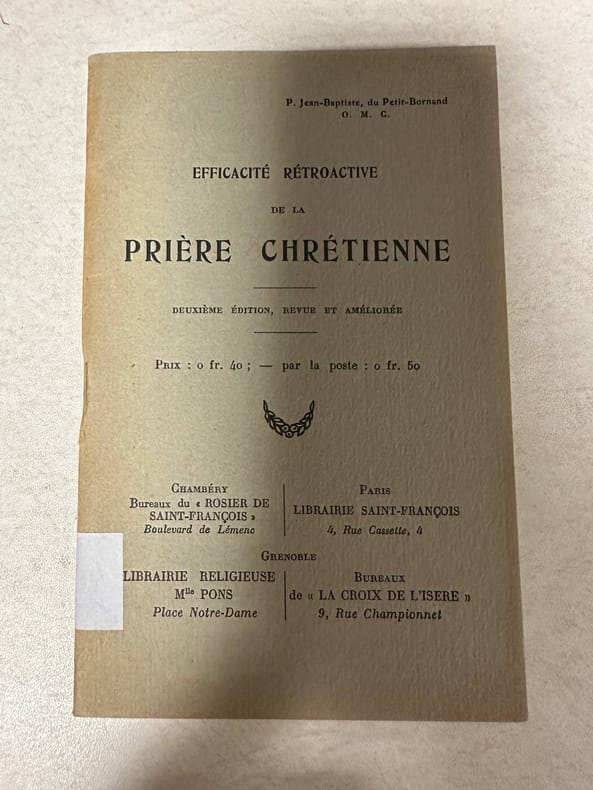 P. Jean-Baptiste, du Petit-Bornand
O. M. C.
EFFICACITÉ RÉTROACTIVE
DE LA
PRIÈRE CHRÉTIENNE
DEUXIÈME ÉDITION, REVUE ET AMÉLIORÉE
PRIX : 0 fr. 40 ; — par la poste : 0 fr. 50
CHAMBÉRY
Bureaux du « ROSIER DE
SAINT-FRANÇOIS »
Boulevard de Lémenc
PARIS
LIBRAIRIE SAINT-FRANÇOIS
4, Rue Cassette, 4
GRENOBLE
LIBRAIRIE RELIGIEUSE
Mlle PONS
Place Notre-Dame
BUREAUX
de « LA CROIX DE L'ISERE »
9, Rue Championnet